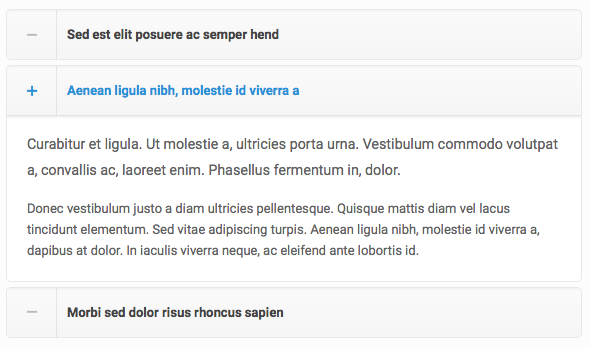 Sed est elit posuere ac semper hend
Aenean ligula nibh, molestie id viverra a
Curabitur et ligula. Ut molestie a, ultricies porta urna. Vestibulum commodo volutpat
a, convallis ac, laoreet enim. Phasellus fermentum in, dolor.
Donec vestibulum justo a diam ultricies pellentesque. Quisque mattis diam vel lacus
tincidunt elementum. Sed vitae adipiscing turpis. Aenean ligula nibh, molestie id viverra a,
dapibus at dolor. In iaculis viverra neque, ac eleifend ante lobortis id.
Morbi sed dolor risus rhoncus sapien